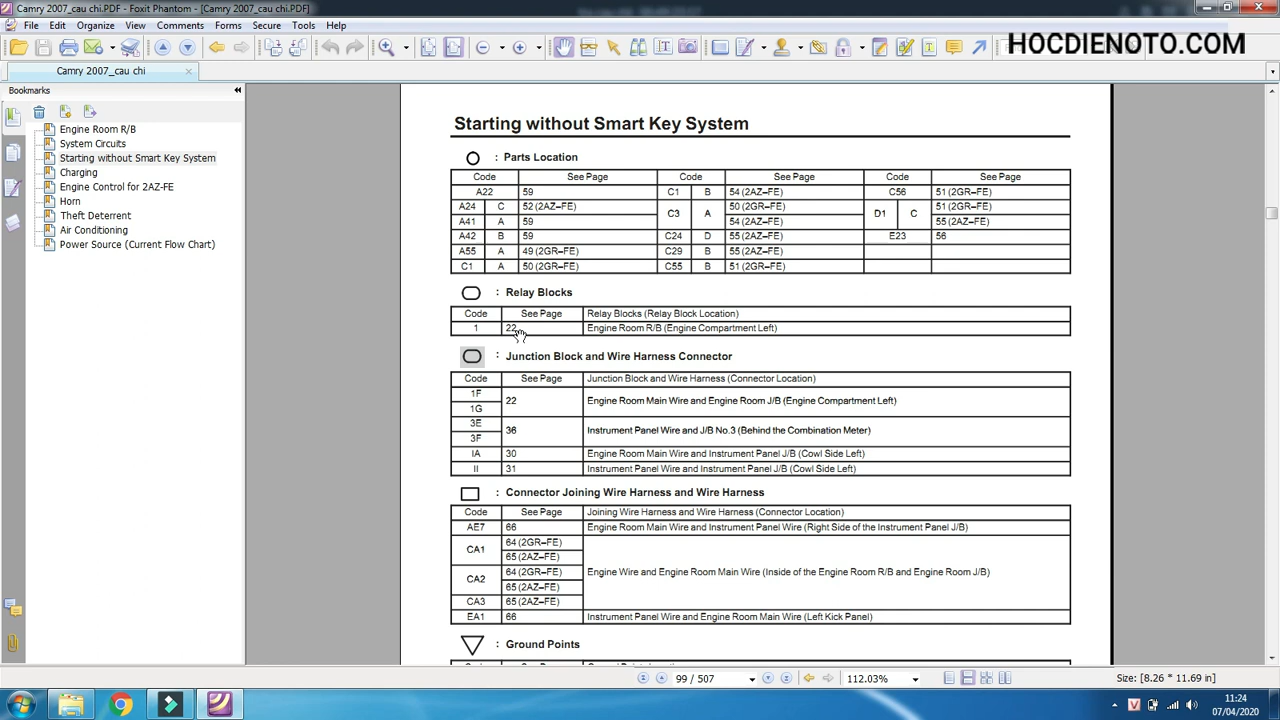 Camry 2007_cau chi.PDF - Foxit Phantom - [Camry 2007_cau chi.PDF]
File Edit Organize View Comments Forms Secure Tools Help
HOCDIENOTO.COM
Camry 2007_cau chi
Bookmarks
Engine Room R/B
System Circuits
Starting without Smart Key System
Charging
Engine Control for 2AZ-FE
Horn
Theft Deterrent
Air Conditioning
Power Source (Current Flow Chart)
Starting without Smart Key System
: Parts Location
Code See Page Code See Page Code See Page
A22 59 C1 B 54 (2AZ–FE) C56 51 (2GR–FE)
A24 C 52 (2AZ–FE) C3 A 50 (2GR–FE) D1 C 51 (2GR–FE)
A41 A 59 54 (2AZ–FE) 55 (2AZ–FE)
A42 B 59 C24 D 55 (2AZ–FE) E23 56
A55 A 49 (2GR–FE) C29 B 55 (2AZ–FE)
C1 A 50 (2GR–FE) C55 B 51 (2GR–FE)
: Relay Blocks
Code See Page Relay Blocks (Relay Block Location)
1 22 Engine Room R/B (Engine Compartment Left)
: Junction Block and Wire Harness Connector
Code See Page Junction Block and Wire Harness (Connector Location)
1F 22 Engine Room Main Wire and Engine Room J/B (Engine Compartment Left)
1G
3E 36 Instrument Panel Wire and J/B No.3 (Behind the Combination Meter)
3F
IA 30 Engine Room Main Wire and Instrument Panel J/B (Cowl Side Left)
II 31 Instrument Panel Wire and Instrument Panel J/B (Cowl Side Left)
: Connector Joining Wire Harness and Wire Harness
Code See Page Joining Wire Harness and Wire Harness (Connector Location)
AE7 66 Engine Room Main Wire and Instrument Panel Wire (Right Side of the Instrument Panel J/B)
CA1 64 (2GR–FE) Engine Wire and Engine Room Main Wire (Inside of the Engine Room R/B and Engine Room J/B)
65 (2AZ–FE)
CA2 64 (2GR–FE)
65 (2AZ–FE)
CA3 65 (2AZ–FE)
EA1 66 Instrument Panel Wire and Engine Room Main Wire (Left Kick Panel)
: Ground Points
99 / 507 112.03% Size: [8.26 * 11.69 in]
11:24
07/04/2020